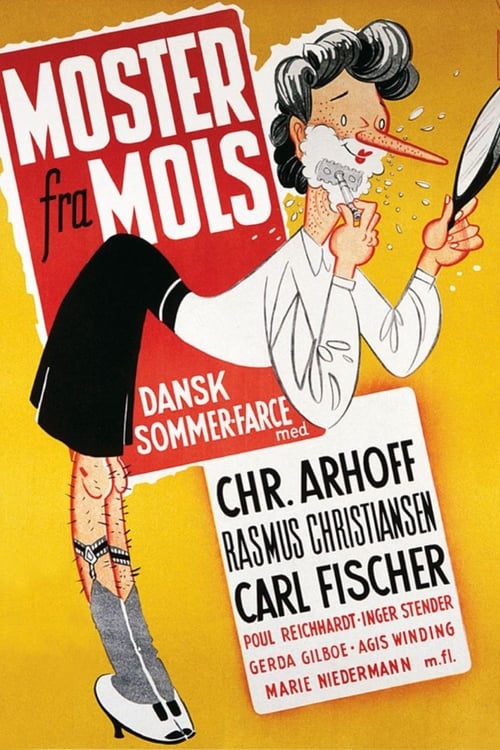 MOSTER
fra MOLS
DANSK
SOMMER-FARCE
med
CHR. ARHOFF
RASMUS CHRISTIANSEN
CARL FISCHER
POUL REICHHARDT · INGER STENDER
GERDA GILBOE · AGIS WINDING
MARIE NIEDERMANN m.fl.